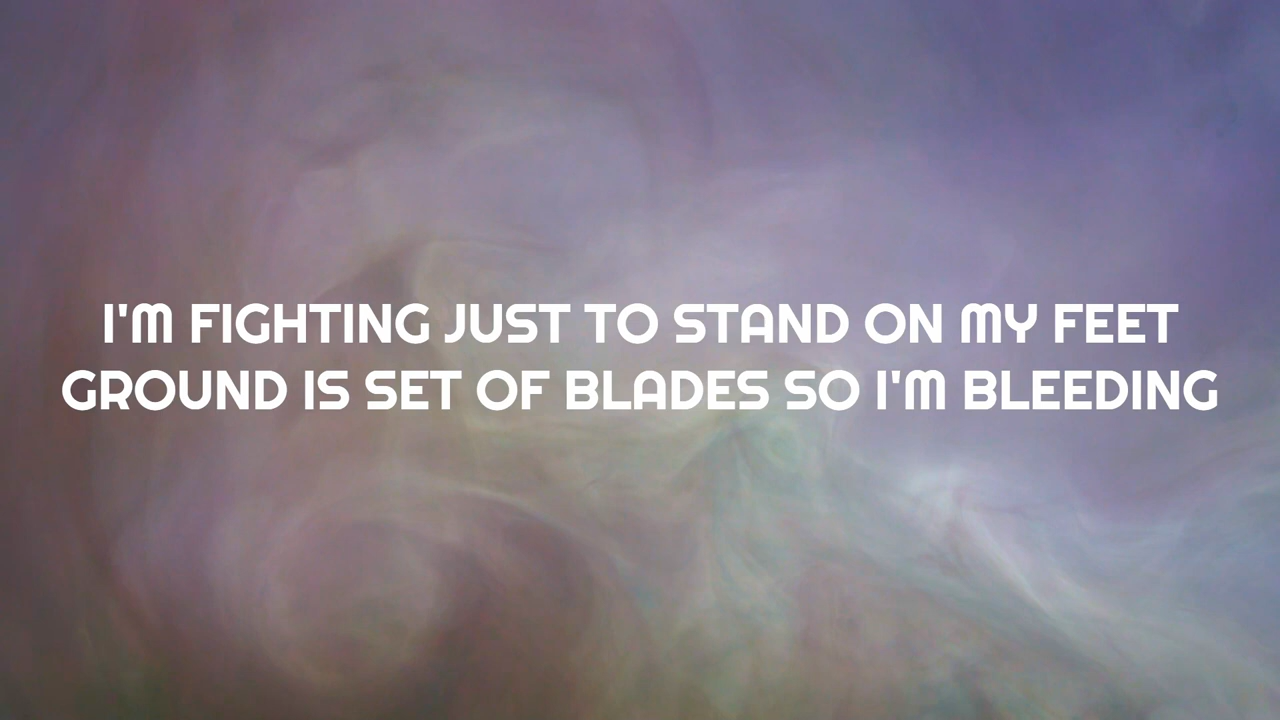 I'M FIGHTING JUST TO STAND ON MY FEET
GROUND IS SET OF BLADES SO I'M BLEEDING